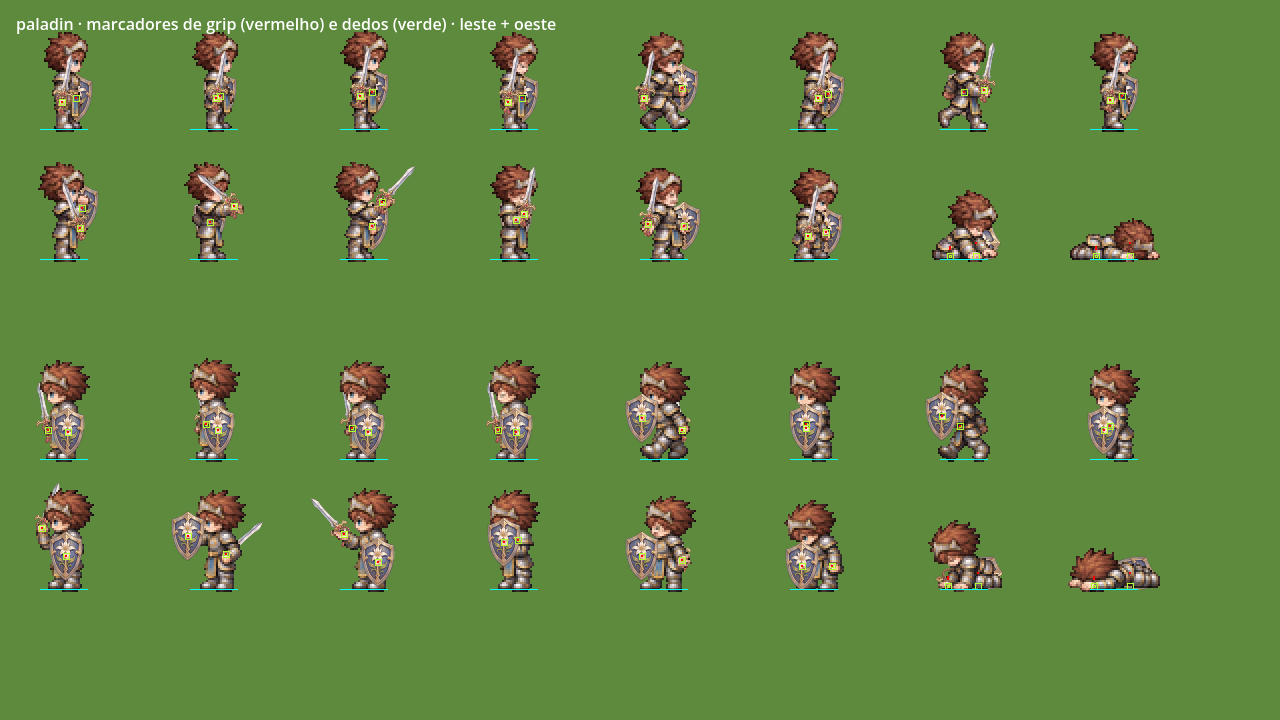 paladin · marcadores de grip (vermelho) e dedos (verde) · leste + oeste